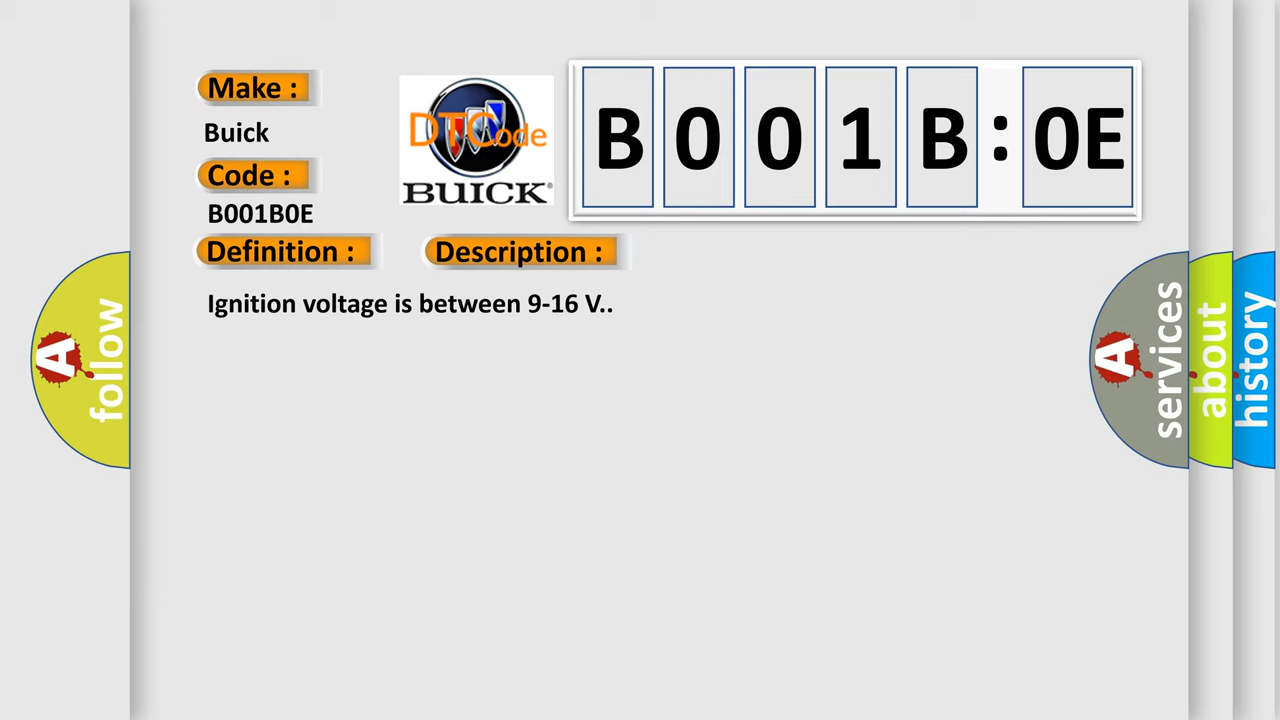 Make :
Buick
Code :
B001B0E
Definition :
Description :
Ignition voltage is between 9-16 V..
DTCode
BUICK®
B 0 0 1 B : 0E
A follow
A services
about
history